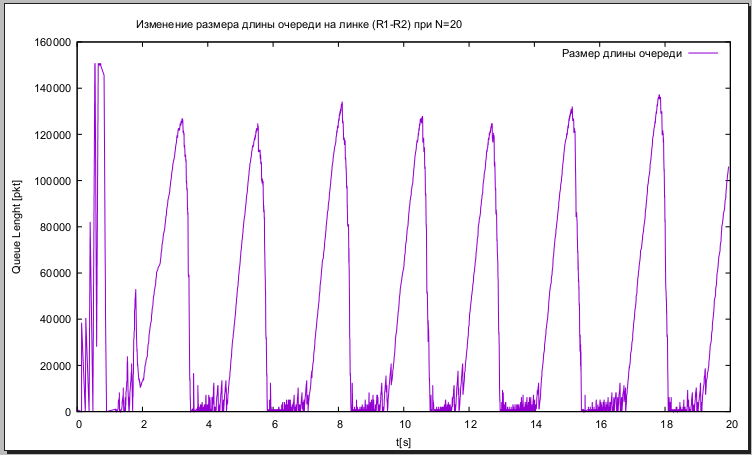 Изменение размера длины очереди на линке (R1-R2) при N=20
Размер длины очереди
160000
140000
120000
100000
80000
60000
40000
20000
0
Queue Lenght [pkt]
0 2 4 6 8 10 12 14 16 18 20
t[s]